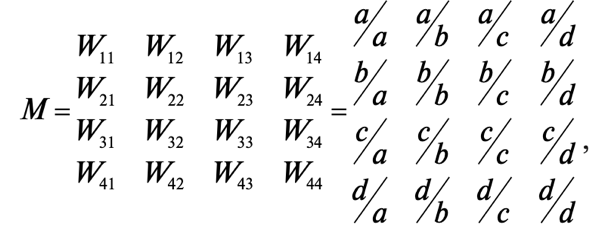 a/a a/b a/c a/d
W11 W12 W13 W14
W21 W22 W23 W24 b/a b/b b/c b/d
M = =
W31 W32 W33 W34 c/a c/b c/c c/d ,
W41 W42 W43 W44
d/a d/b d/c d/d